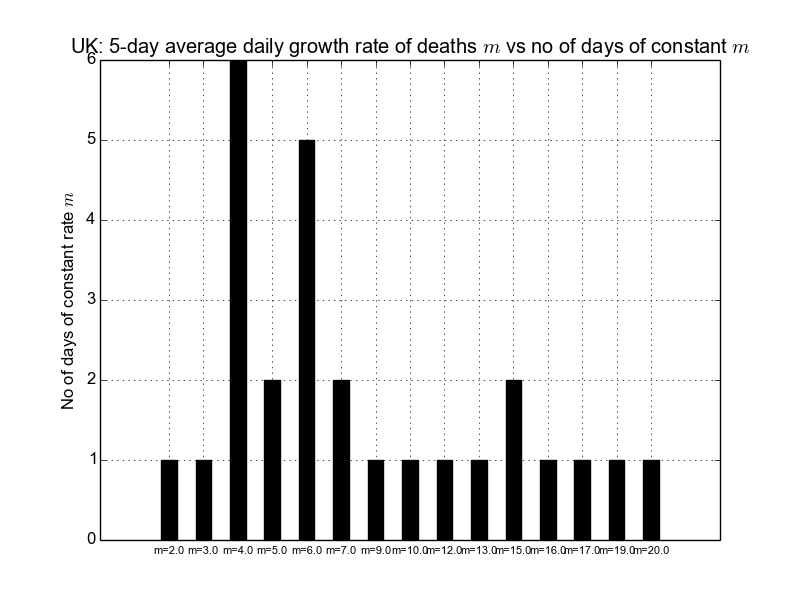 UK: 5-day average daily growth rate of deaths m vs no of days of constant m
No of days of constant rate m
6
5
4
3
2
1
0
m=2.0 m=3.0 m=4.0 m=5.0 m=6.0 m=7.0 m=9.0 m=10.0 m=12.0 m=13.0 m=15.0 m=16.0 m=17.0 m=19.0 m=20.0